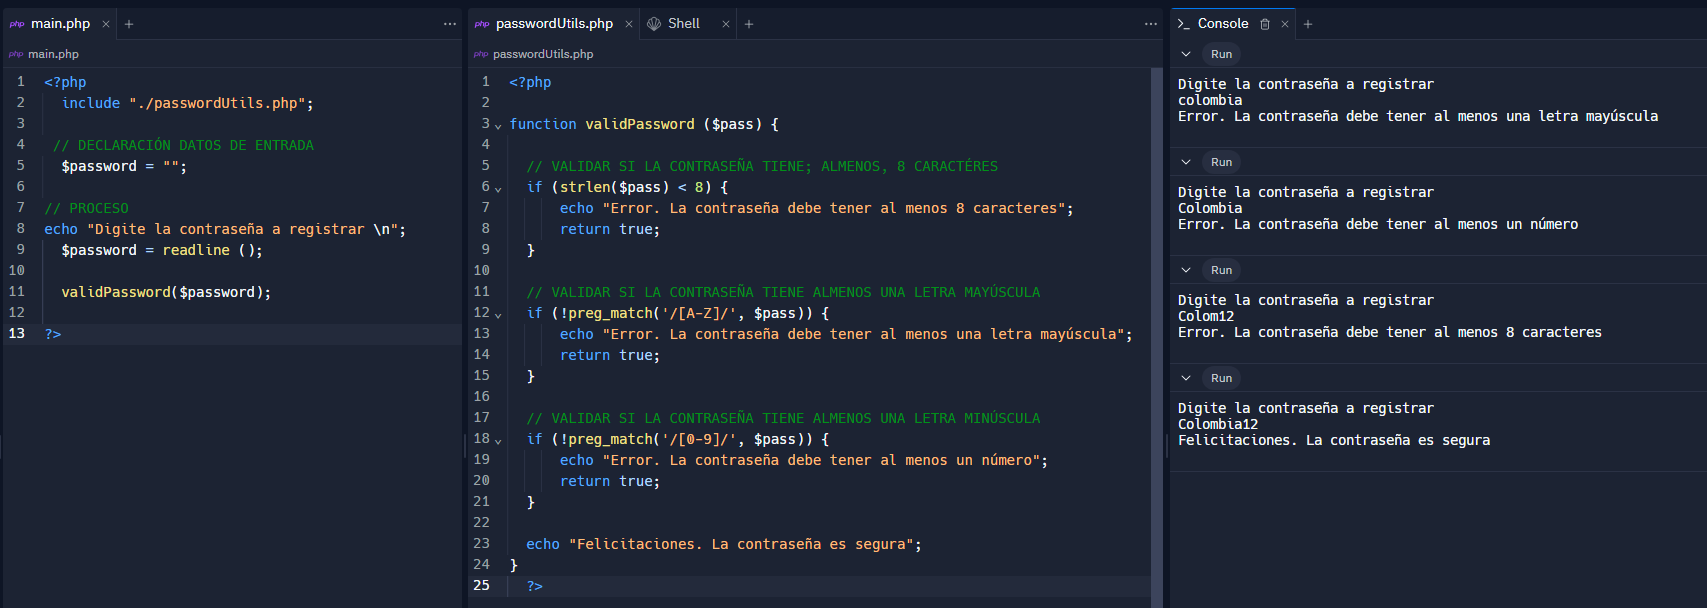 php main.php × +
php main.php
1 <?php
2 include "./passwordUtils.php";
3
4 // DECLARACIÓN DATOS DE ENTRADA
5 $password = "";
6
7 // PROCESO
8 echo "Digite la contraseña a registrar \n";
9 $password = readline ();
10
11 validPassword($password);
12
13 ?>
php passwordUtils.php × Shell × +
php passwordUtils.php
1 <?php
2
3 function validPassword ($pass) {
4
5 // VALIDAR SI LA CONTRASEÑA TIENE; ALMENOS, 8 CARACTÉRES
6 if (strlen($pass) < 8) {
7 echo "Error. La contraseña debe tener al menos 8 caracteres";
8 return true;
9 }
10
11 // VALIDAR SI LA CONTRASEÑA TIENE ALMENOS UNA LETRA MAYÚSCULA
12 if (!preg_match('/[A-Z]/', $pass)) {
13 echo "Error. La contraseña debe tener al menos una letra mayúscula";
14 return true;
15 }
16
17 // VALIDAR SI LA CONTRASEÑA TIENE ALMENOS UNA LETRA MINÚSCULA
18 if (!preg_match('/[0-9]/', $pass)) {
19 echo "Error. La contraseña debe tener al menos un número";
20 return true;
21 }
22
23 echo "Felicitaciones. La contraseña es segura";
24 }
25 ?>
Console × +
Run
Digite la contraseña a registrar
colombia
Error. La contraseña debe tener al menos una letra mayúscula
Run
Digite la contraseña a registrar
Colombia
Error. La contraseña debe tener al menos un número
Run
Digite la contraseña a registrar
Colom12
Error. La contraseña debe tener al menos 8 caracteres
Run
Digite la contraseña a registrar
Colombia12
Felicitaciones. La contraseña es segura